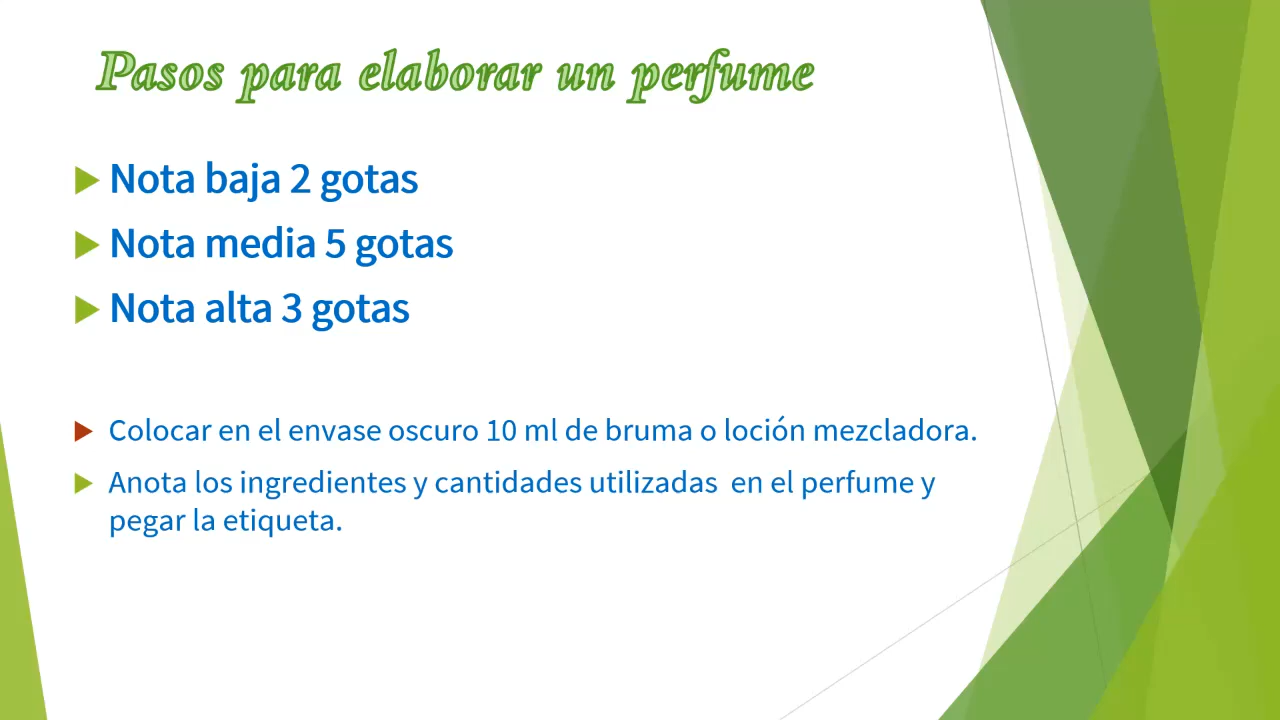 Pasos para elaborar un perfume
Nota baja 2 gotas
Nota media 5 gotas
Nota alta 3 gotas
Colocar en el envase oscuro 10 ml de bruma o loción mezcladora.
Anota los ingredientes y cantidades utilizadas  en el perfume y
pegar la etiqueta.